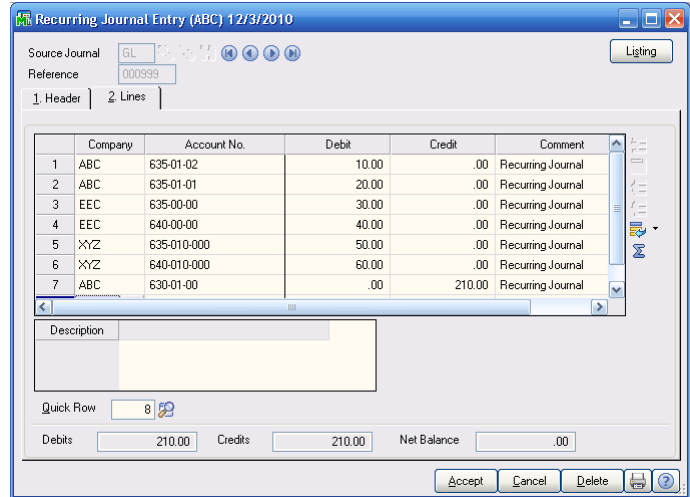 Recurring Journal Entry (ABC) 12/3/2010
Source Journal GL Listing
Reference 000999
1. Header 2. Lines
Company Account No. Debit Credit Comment
1 ABC 635-01-02 10.00 .00 Recurring Journal
2 ABC 635-01-01 20.00 .00 Recurring Journal
3 EEC 635-00-00 30.00 .00 Recurring Journal
4 EEC 640-00-00 40.00 .00 Recurring Journal
5 XYZ 635-010-000 50.00 .00 Recurring Journal
6 XYZ 640-010-000 60.00 .00 Recurring Journal
7 ABC 630-01-00 .00 210.00 Recurring Journal
Description
Quick Row 8
Debits 210.00 Credits 210.00 Net Balance .00
Accept Cancel Delete